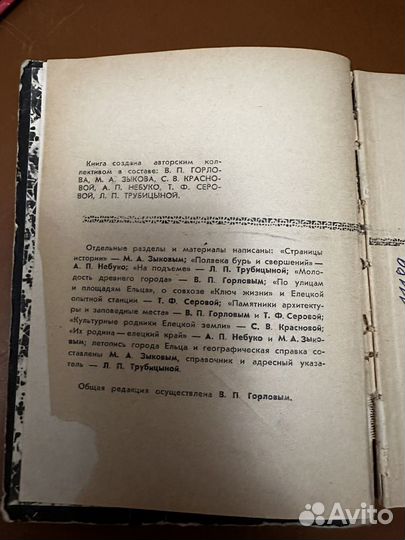 Книга создана авторским кол-
лективом в составе: В. П. ГОРЛО-
ВА, М. А. ЗЫКОВА, С. В. КРАСНО-
ВОЙ, А. П. НЕБУКО, Т. Ф. СЕРО-
ВОЙ, Л. П. ТРУБИЦЫНОЙ.
Отдельные разделы и материалы написаны: «Страницы
истории» — М. А. Зыковым; «Полвека бурь и свершений» —
А. П. Небуко; «На подъеме» — Л. П. Трубицыной; «Моло-
дость древнего города» — В. П. Горловым; «По улицам
и площадям Ельца», о совхозе «Ключ жизни» и Елецкой
опытной станции — Т. Ф. Серовой; «Памятники архитекту-
ры и заповедные места» — В. П. Горловым и Т. Ф. Серовой;
«Культурные родники Елецкой земли» — С. В. Красновой;
«Их родина — елецкий край» — А. П. Небуко и М. А. Зыко-
вым; летопись города Ельца и географическая справка со-
ставлены М. А. Зыковым, справочник и адресный указа-
тель — Л. П. Трубицыной.
Общая редакция осуществлена В. П. Горловым.
Avito